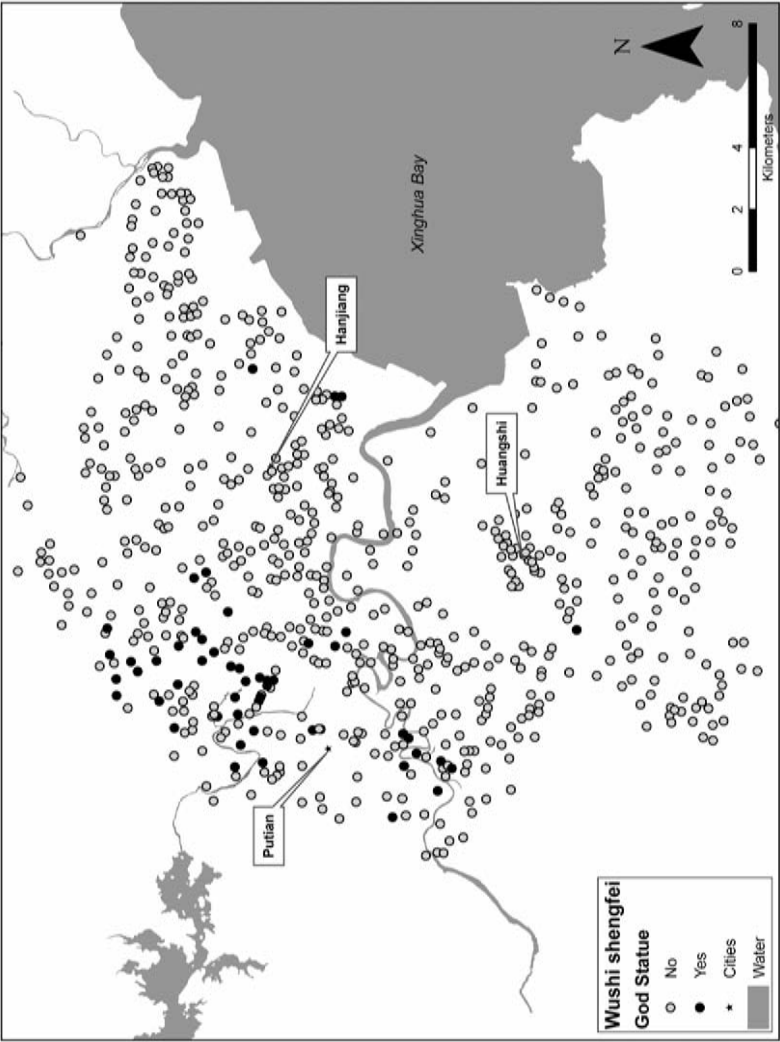 N
8
4
2
0
Kilometers
Xinghua Bay
Hanjiang
Huangshi
Putian
Wushi shengfei
God Statue
No
Yes
Cities
Water